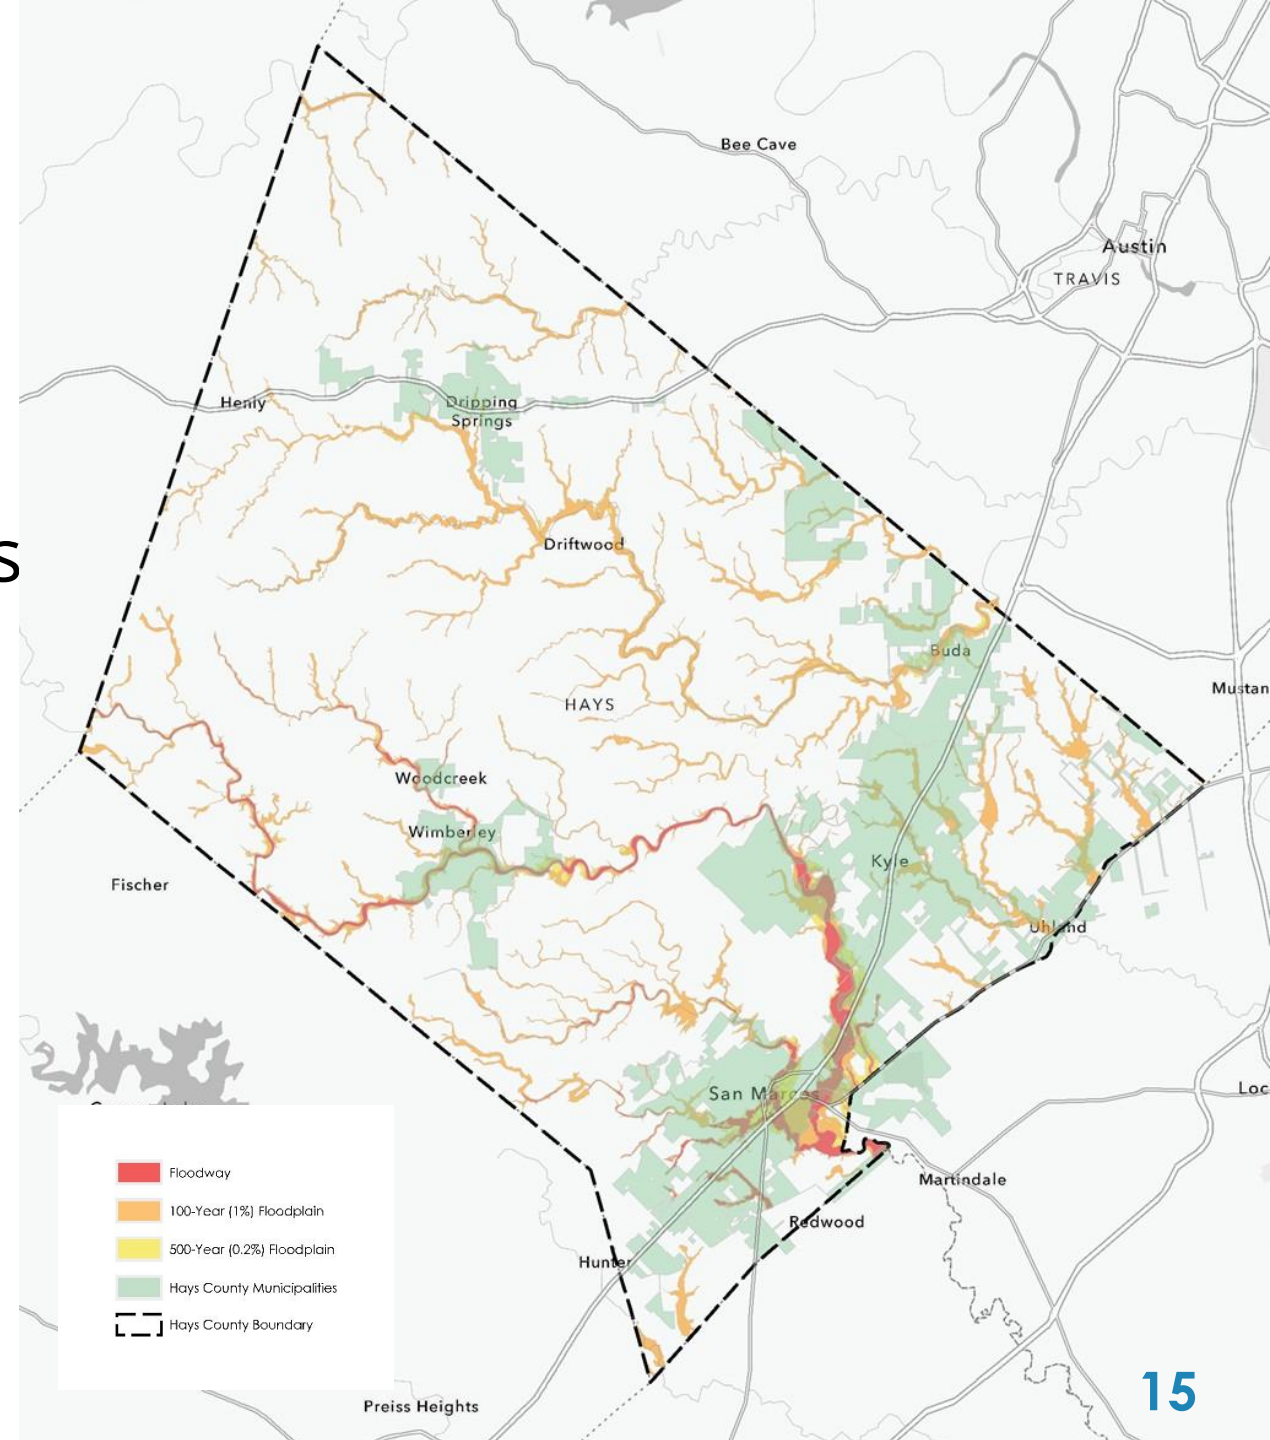 Bee Cave
Austin
TRAVIS
Henly
Dripping
Springs
s
Driftwood
Buda
Mustan
HAYS
Woodcreek
Wimberley
Kyle
Fischer
Uhland
San Marcos
Loc
Martindale
Redwood
Hunter
Floodway
100-Year (1%) Floodplain
500-Year (0.2%) Floodplain
Hays County Municipalities
Hays County Boundary
Preiss Heights
15